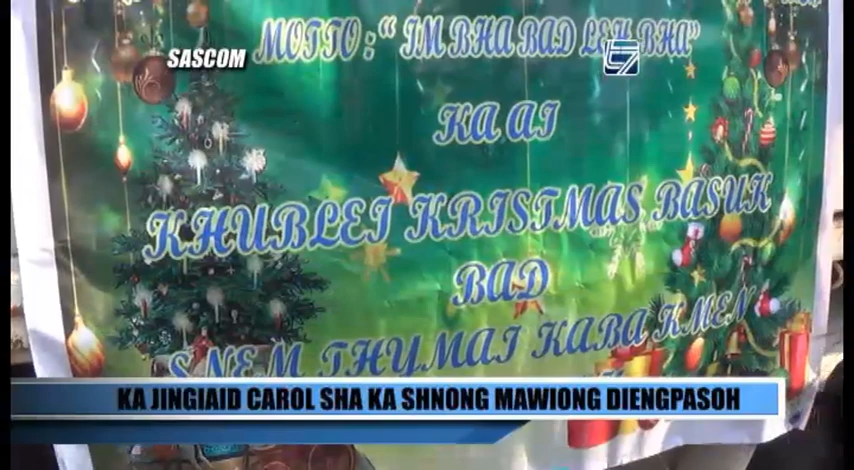 SASCOM
MOTTO : " IM BHA BAD LEH BHA"
KA AI
KHUBLEI KRISTMAS BASUK
BAD
SNEM THYMAI KABA KMEN
KA JINGIAID CAROL SHA KA SHNONG MAWIONG DIENGPASOH